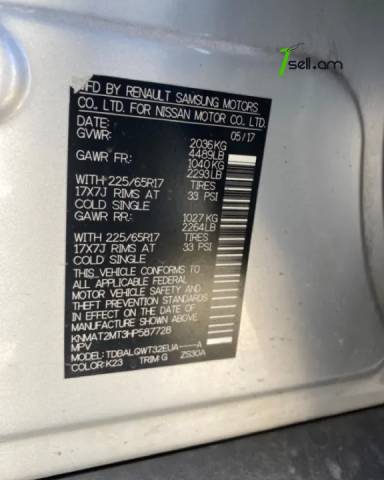 1sell.am
MFD BY RENAULT SAMSUNG MOTORS
CO. LTD. FOR NISSAN MOTOR CO. LTD.
DATE: 05/17
GVWR: 2036KG
4489LB
GAWR FR: 1040KG
2293LB
WITH 225/65R17 TIRES
17X7J RIMS AT 33 PSI
COLD SINGLE
GAWR RR: 1027KG
2264LB
WITH 225/65R17 TIRES
17X7J RIMS AT 33 PSI
COLD SINGLE
THIS VEHICLE CONFORMS TO
ALL APPLICABLE FEDERAL
MOTOR VEHICLE SAFETY AND
THEFT PREVENTION STANDARDS
IN EFFECT ON THE DATE OF
MANUFACTURE SHOWN ABOVE.
KNMAT2MT3HP587728
MPV
MODEL: TDBALGWT32EUA-----A
COLOR: K23 TRIM: G ZS30A